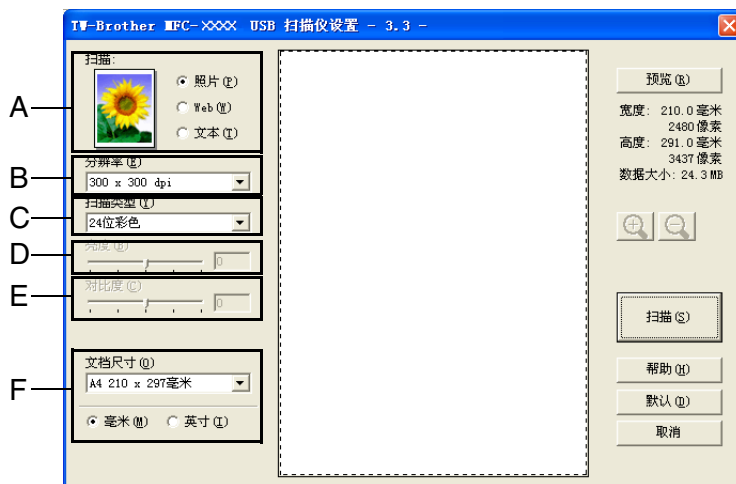 TW-Brother MFC-XXXX USB 扫描仪设置 - 3.3 -
A
扫描:
照片(P)
Web(W)
文本(T)
B
分辨率(E)
300 x 300 dpi
C
扫描类型(Y)
24位彩色
D
亮度(B)
0
E
对比度(C)
0
F
文档尺寸(O)
A4 210 x 297毫米
毫米(M) 英寸(I)
预览(R)
宽度: 210.0毫米
2480像素
高度: 291.0毫米
3437像素
数据大小: 24.3MB
扫描(S)
帮助(H)
默认(D)
取消